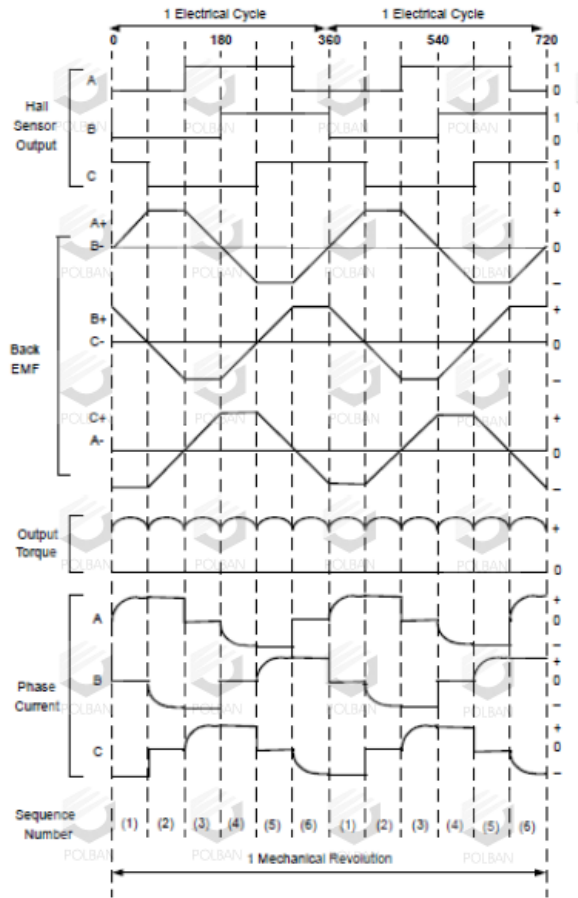 1 Electrical Cycle 1 Electrical Cycle
0 180 360 540 720
Hall Sensor Output
A 1 0
B 1 0
C 1 0
Back EMF
A+ B- + 0 -
B+ C- + 0 -
C+ A- + 0 -
Output Torque + 0
Phase Current
A + 0 -
B + 0 -
C + 0 -
Sequence Number (1) (2) (3) (4) (5) (6) (1) (2) (3) (4) (5) (6)
1 Mechanical Revolution
POLBAN